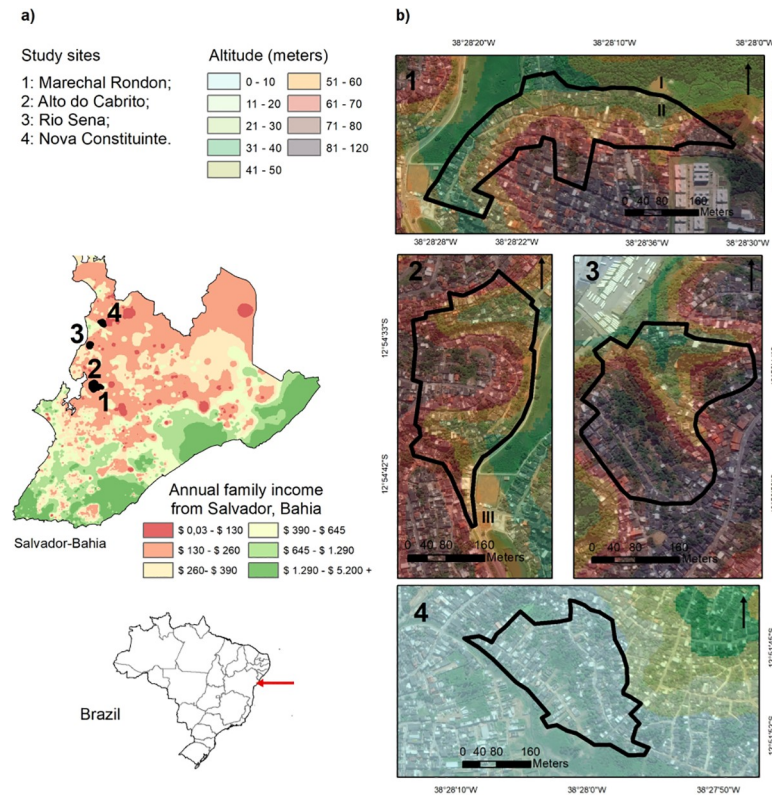 a)
Study sites
1: Marechal Rondon;
2: Alto do Cabrito;
3: Rio Sena;
4: Nova Constituinte.
Altitude (meters)
0 - 10
11 - 20
21 - 30
31 - 40
41 - 50
51 - 60
61 - 70
71 - 80
81 - 120
4
3
2
1
Annual family income
from Salvador, Bahia
$ 0,03 - $ 130
$ 130 - $ 260
$ 260- $ 390
$ 390 - $ 645
$ 645 - $ 1.290
$ 1.290 - $ 5.200 +
Salvador-Bahia
Brazil
b)
38°28'20"W
38°28'10"W
38°28'0"W
1
I
II
0 40 80 160
Meters
38°28'28"W
38°28'22"W
38°28'36"W
38°28'30"W
2
12°54'33"S
12°54'42"S
III
0 40 80 160
Meters
3
0 40 80 160
Meters
4
12°51'45"S
12°51'52"S
0 40 80 160
Meters
38°28'10"W
38°28'0"W
38°27'50"W